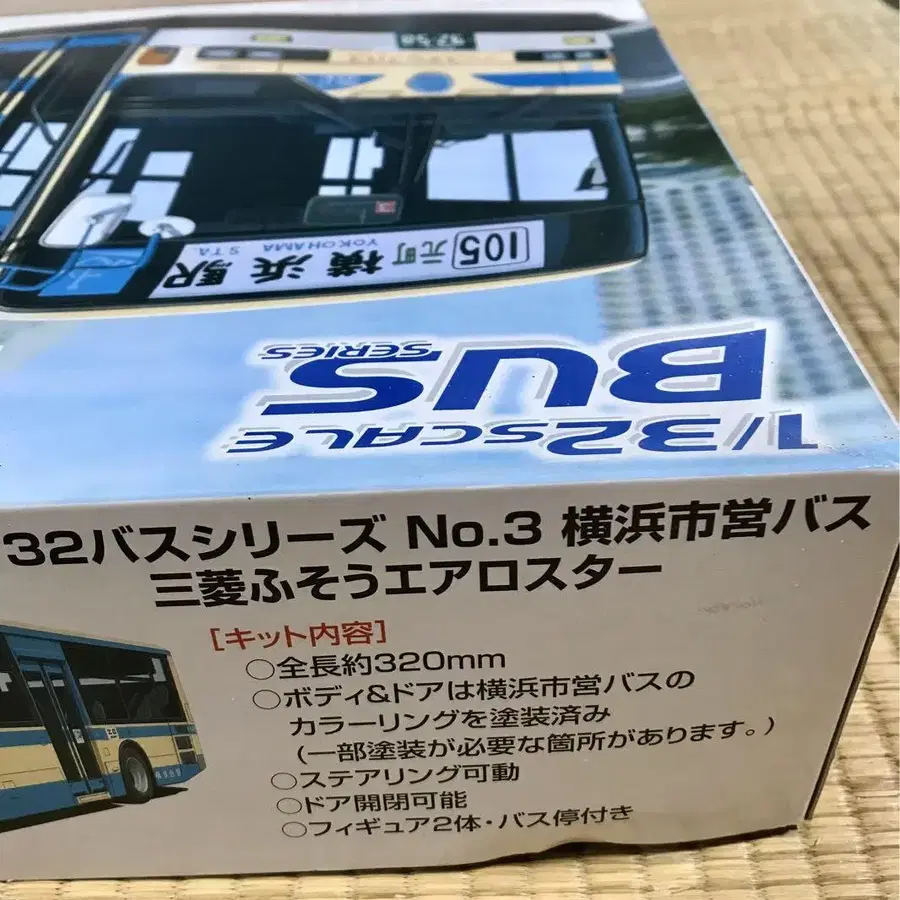 105 元町 横浜駅
YOKOHAMA STA.
BUS
SERIES
1/32 SCALE
32バスシリーズ No.3 横浜市営バス
三菱ふそうエアロスター
[キット内容]
○全長約320mm
○ボディ&ドアは横浜市営バスの
カラーリングを塗装済み
(一部塗装が必要な箇所があります。)
○ステアリング可動
○ドア開閉可能
○フィギュア2体・バス停付き